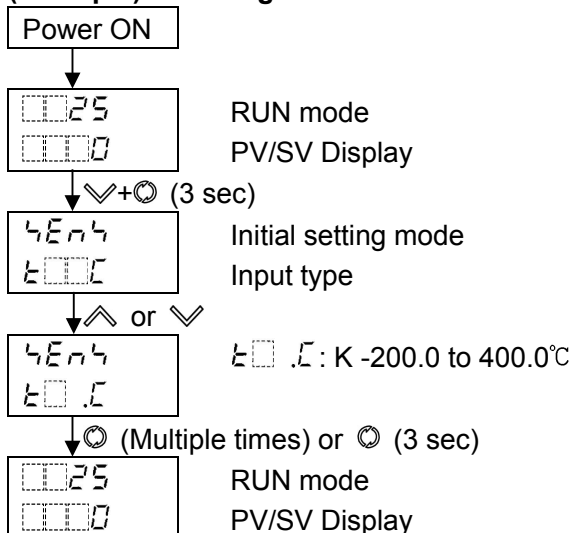 Power ON
□□25 RUN mode
□□□0 PV/SV Display
+ (3 sec)
SEnS Initial setting mode
K□□C Input type
or
SEnS K□ .C : K -200.0 to 400.0℃
K□ .C
(Multiple times) or (3 sec)
□□25 RUN mode
□□□0 PV/SV Display